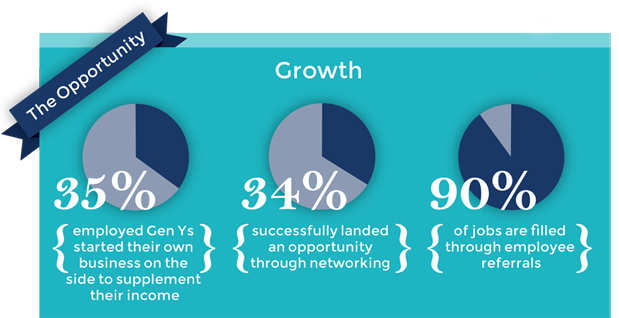 The Opportunity
Growth
35%
employed Gen Ys
started their own
business on the
side to supplement
their income
34%
successfully landed
an opportunity
through networking
90%
of jobs are filled
through employee
referrals